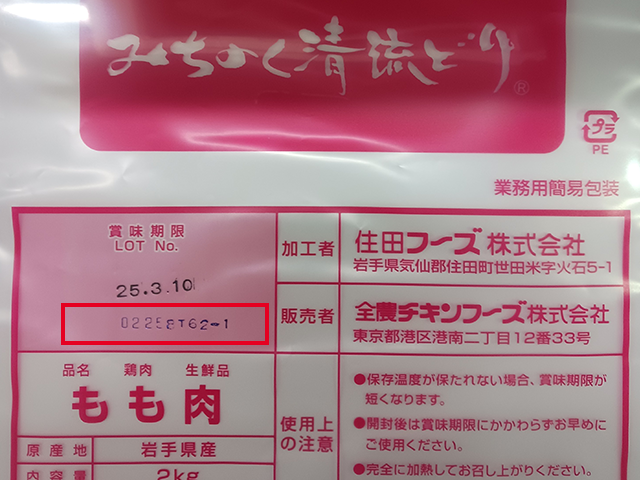 みちのく清流どり®
プラ
PE
業務用簡易包装
賞味期限
LOT No.
25.3.10
02258T62-1
加工者
住田フーズ株式会社
岩手県気仙郡住田町世田米字火石5-1
販売者
全農チキンフーズ株式会社
東京都港区港南二丁目12番33号
品名 鶏肉 生鮮品
もも肉
原産地 岩手県産
内容量 2kg
使用上の注意
●保存温度が保たれない場合、賞味期限が
短くなります。
●開封後は賞味期限にかかわらずお早めに
ご使用ください。
●完全に加熱してお召し上がりください。